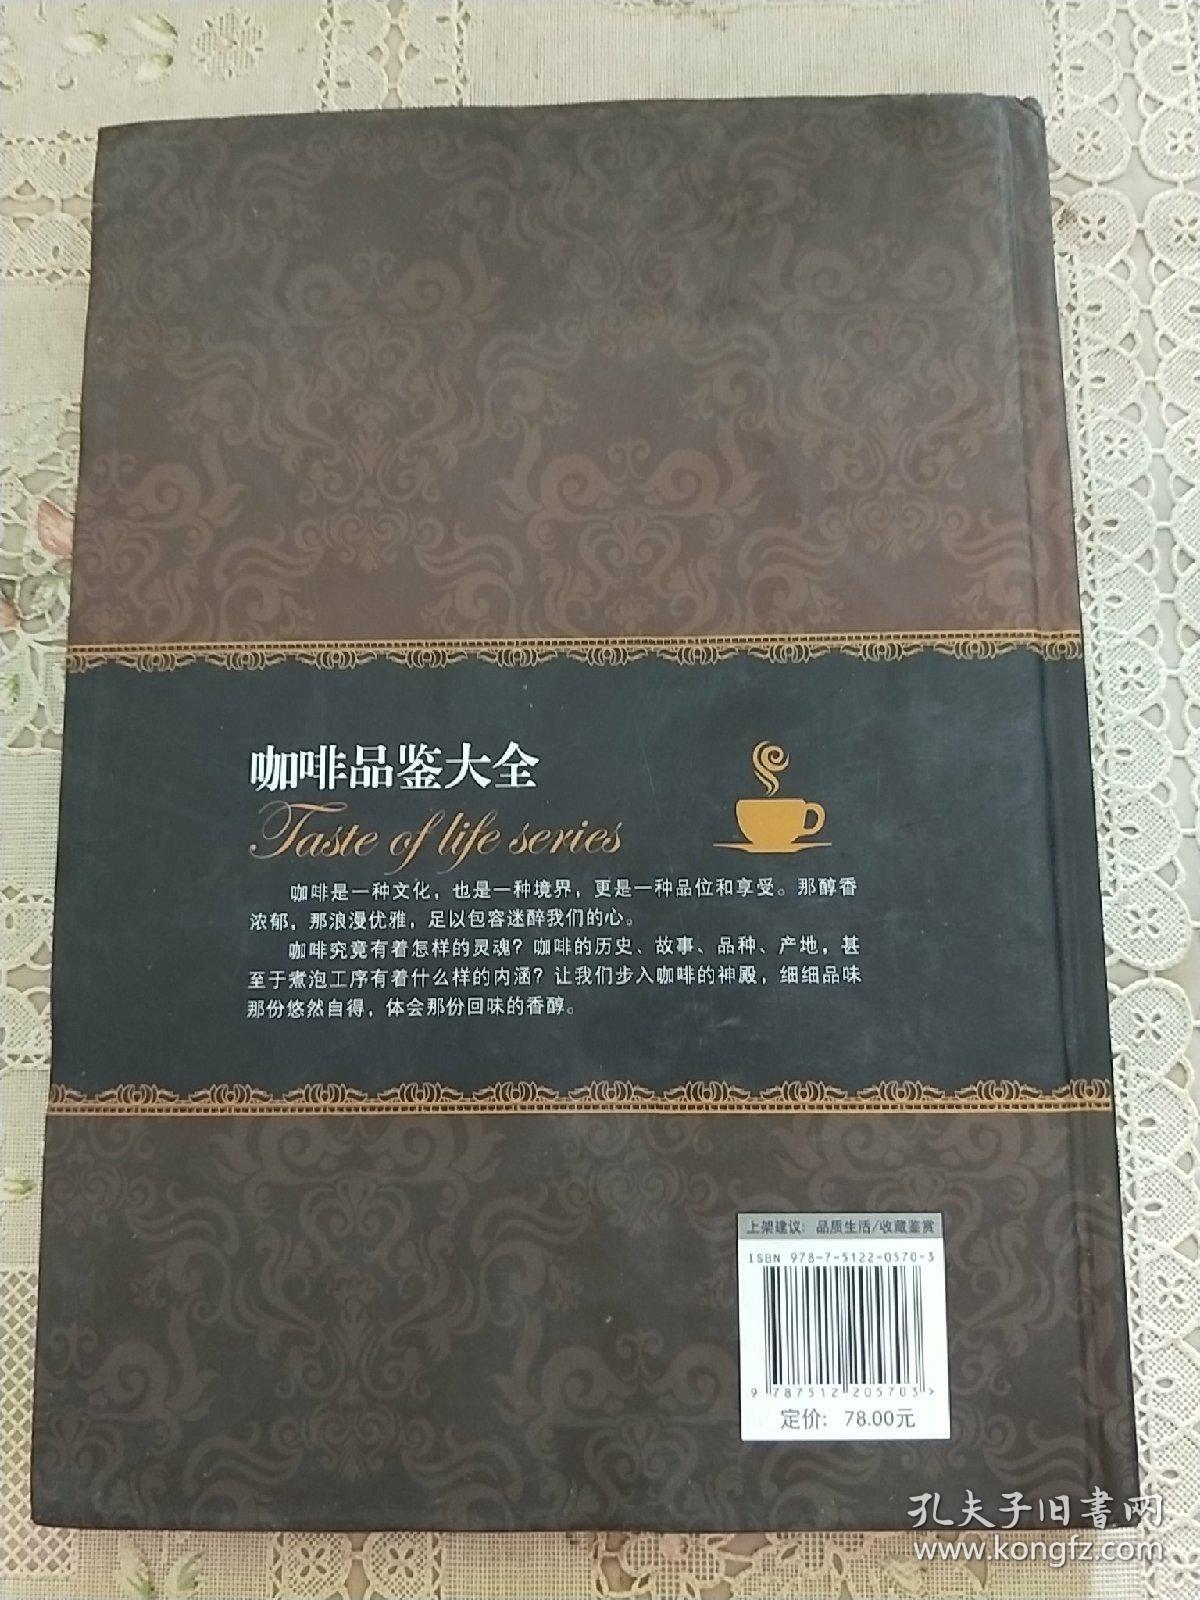 咖啡品鉴大全
Taste of life series
咖啡是一种文化，也是一种境界，更是一种品位和享受。那醇香
浓郁，那浪漫优雅，足以包容迷醉我们的心。
咖啡究竟有着怎样的灵魂？咖啡的历史、故事、品种、产地，甚
至于煮泡工序有着什么样的内涵？让我们步入咖啡的神殿，细细品味
那份悠然自得，体会那份回味的香醇。
上架建议：品质生活/收藏鉴赏
ISBN 978-7-5122-0570-3
9 787512 205703>
定价：78.00元
孔夫子旧书网
www.kongfz.com